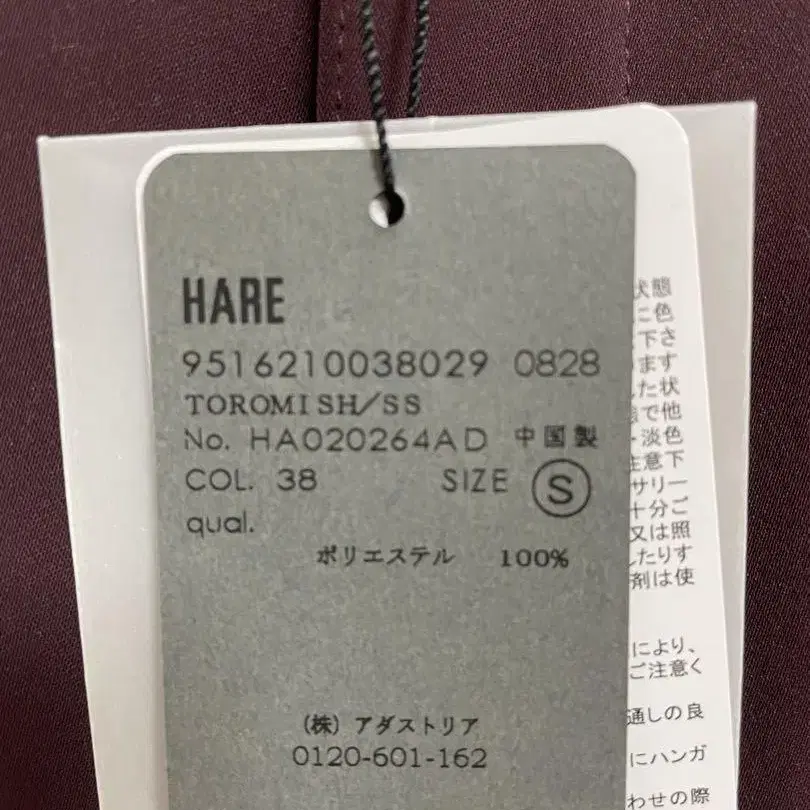 HARE
9516210038029 0828
TOROMI SH/SS
No. HA020264AD 中国製
COL. 38 SIZE Ⓢ
qual.
ポリエステル 100%
(株) アダストリア
0120-601-162
状態
に色
下さ
ます
した状
態で他
・淡色
注意下
サリー
十分ご
又は照
したりす
剤は使
により、
ご注意く
通しの良
にハンガ
わせの際